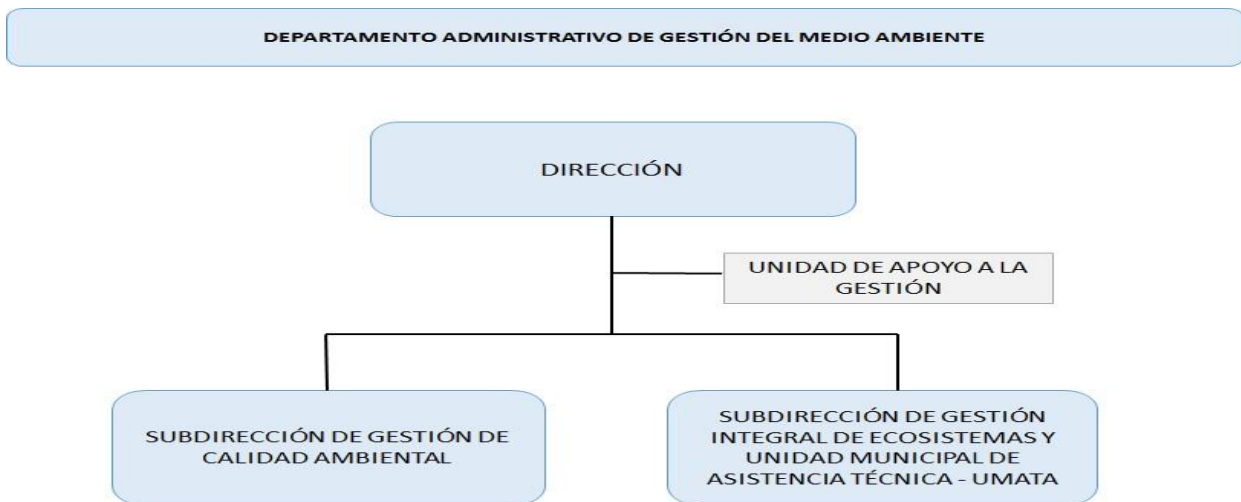 DEPARTAMENTO ADMINISTRATIVO DE GESTIÓN DEL MEDIO AMBIENTE
DIRECCIÓN
UNIDAD DE APOYO A LA
GESTIÓN
SUBDIRECCIÓN DE GESTIÓN DE
CALIDAD AMBIENTAL
SUBDIRECCIÓN DE GESTIÓN
INTEGRAL DE ECOSISTEMAS Y
UNIDAD MUNICIPAL DE
ASISTENCIA TÉCNICA - UMATA